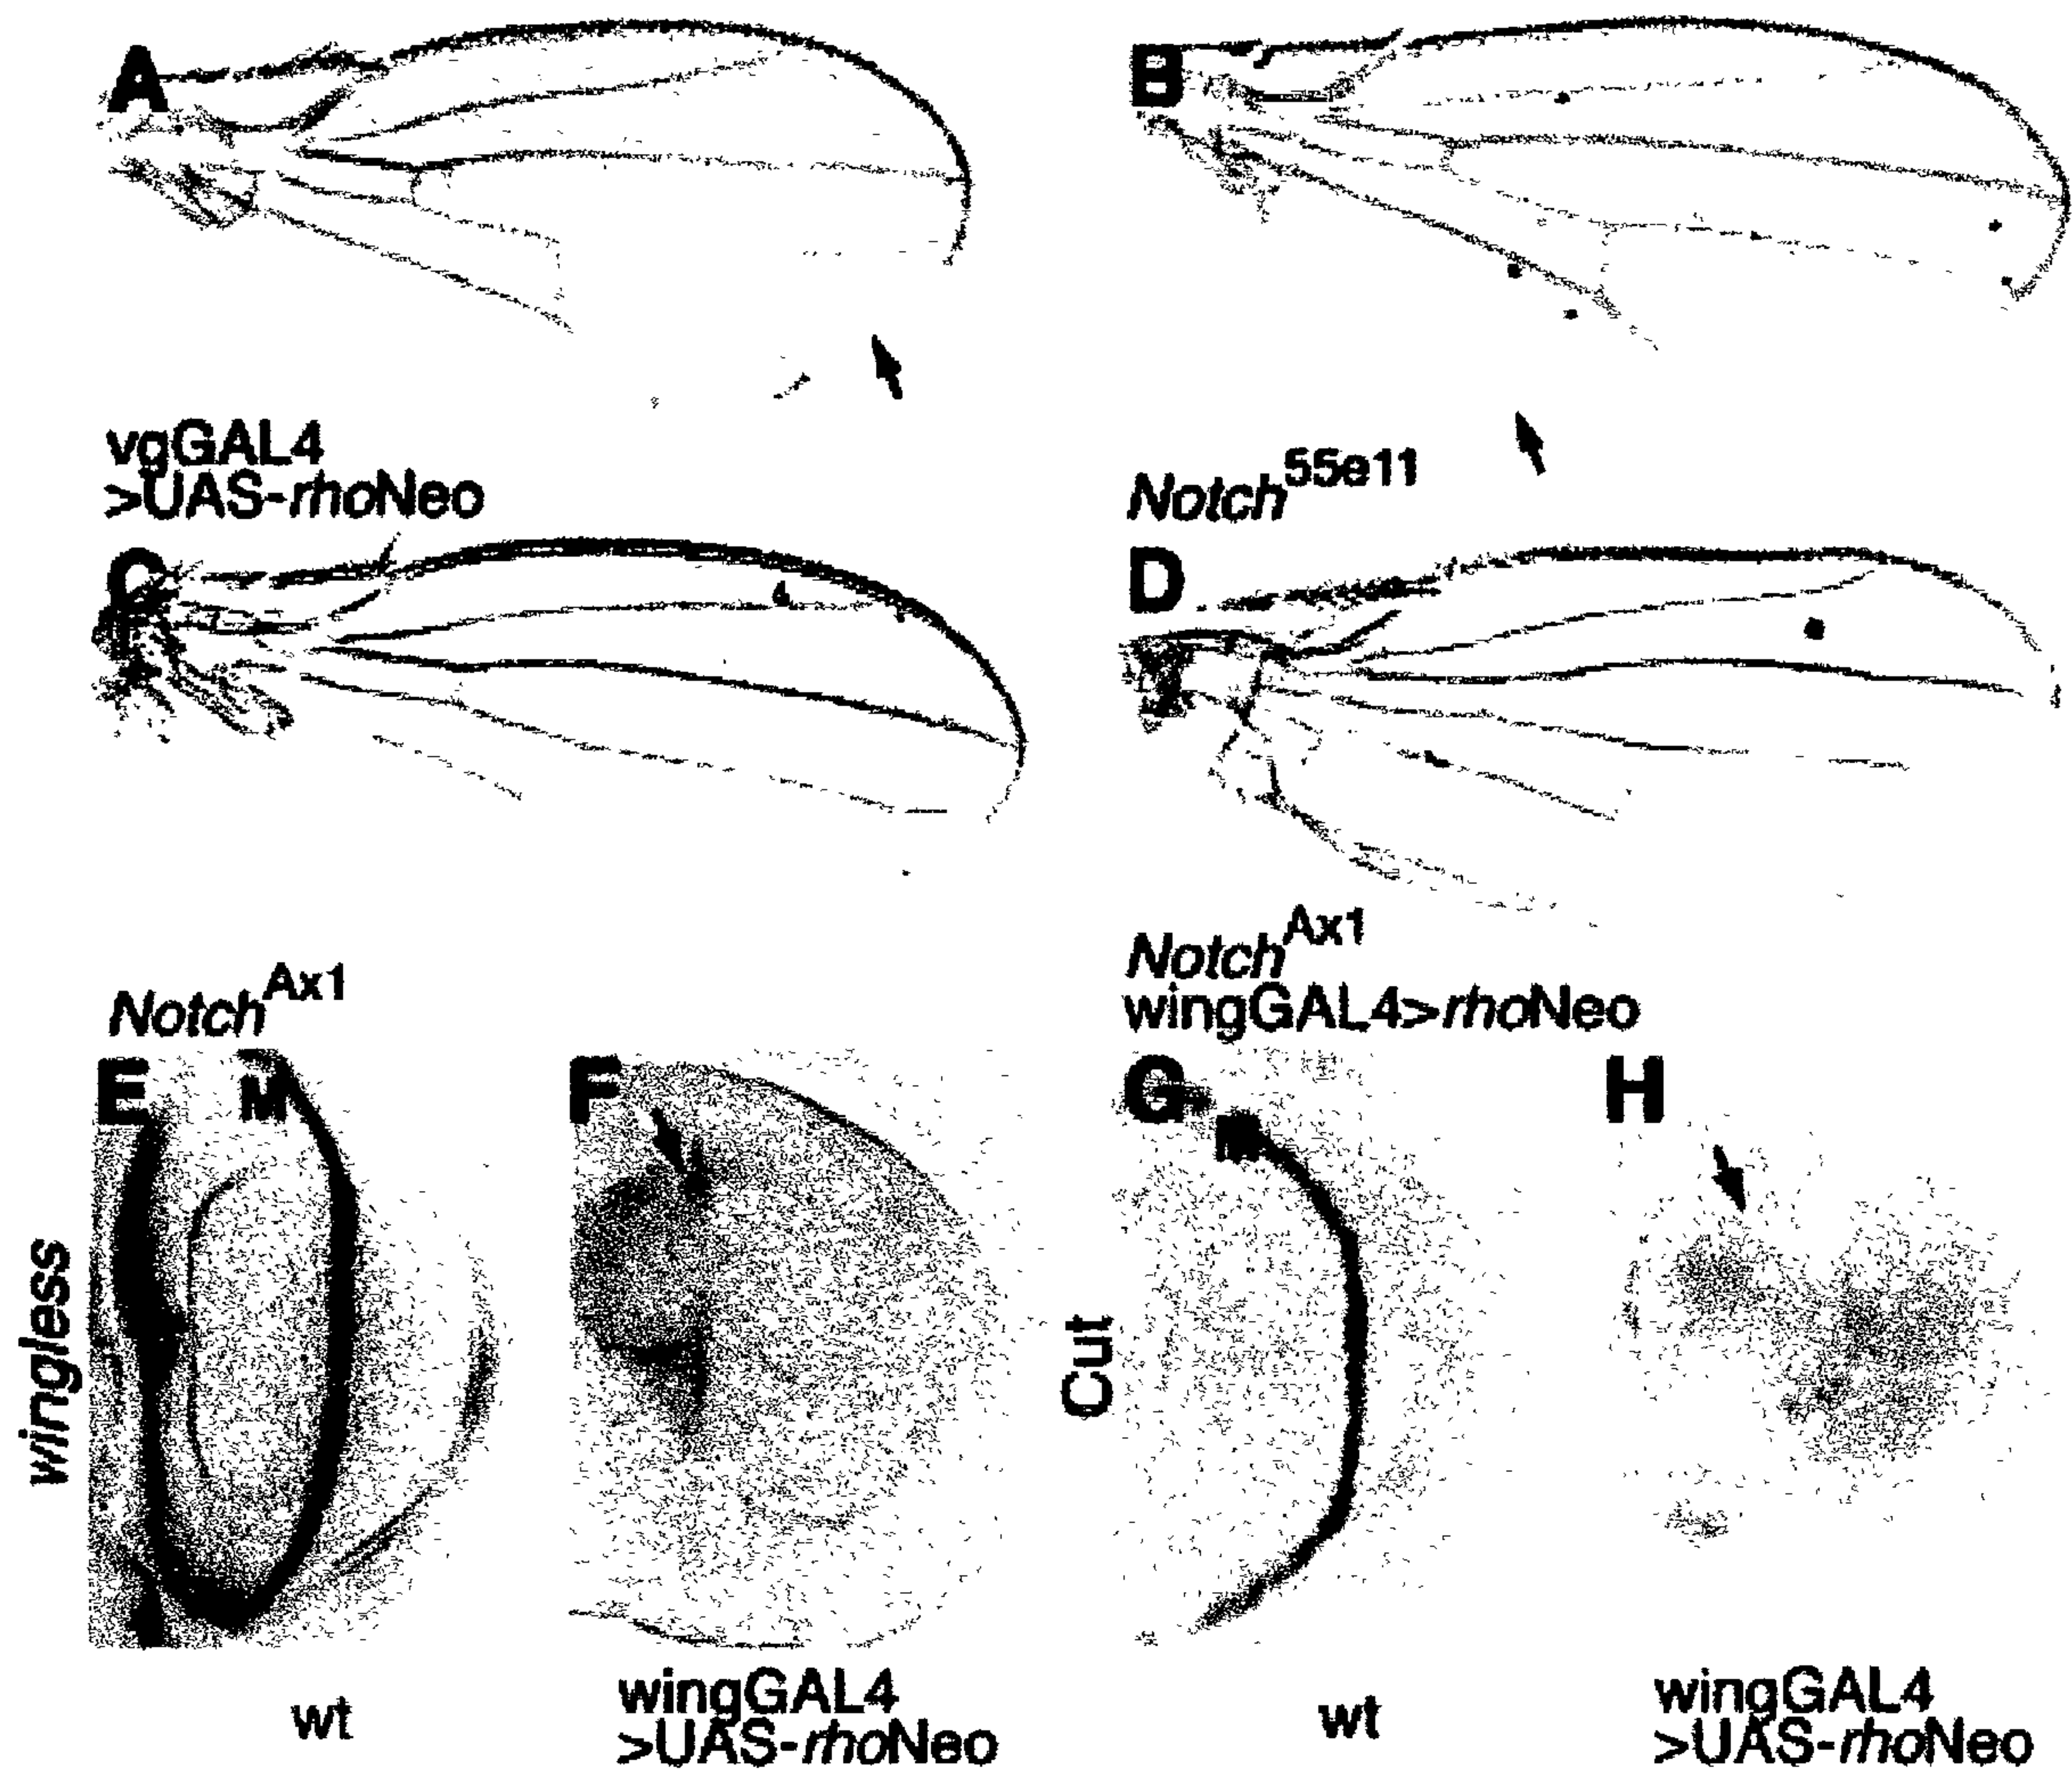 A
B
vgGAL4
>UAS-rhoNeo
Notch55e11
C
D
NotchAx1
NotchAx1
wingGAL4>rhoNeo
E
M
F
G
M
H
wingless
Cut
wt
wingGAL4
>UAS-rhoNeo
wt
wingGAL4
>UAS-rhoNeo